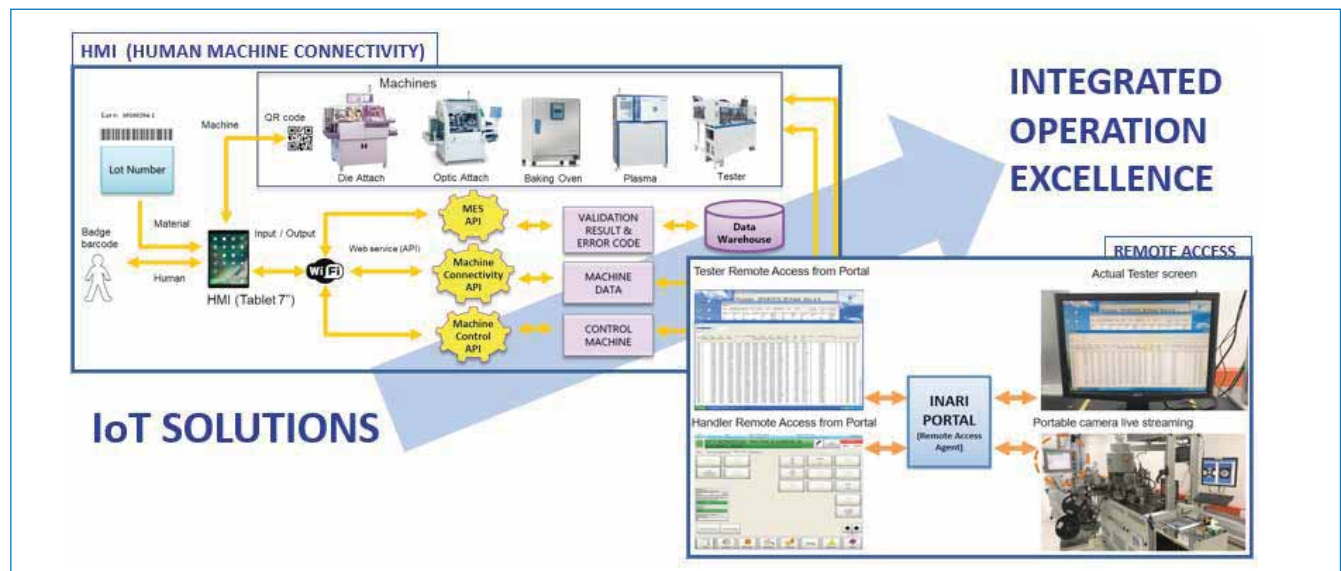 HMI (HUMAN MACHINE CONNECTIVITY)
Machines
QR code
Machine
Lot Number
Die Attach
Optic Attach
Baking Oven
Plasma
Tester
Material
Badge
barcode
Human
Input / Output
HMI (Tablet 7")
WiFi
Web service (API)
MES
API
VALIDATION
RESULT &
ERROR CODE
Data
Warehouse
Machine
Connectivity
API
MACHINE
DATA
Machine
Control
API
CONTROL
MACHINE
INTEGRATED
OPERATION
EXCELLENCE
IoT SOLUTIONS
REMOTE ACCESS
Tester Remote Access from Portal
Actual Tester screen
INARI
PORTAL
(Remote Access
Agent)
Handler Remote Access from Portal
Portable camera live streaming